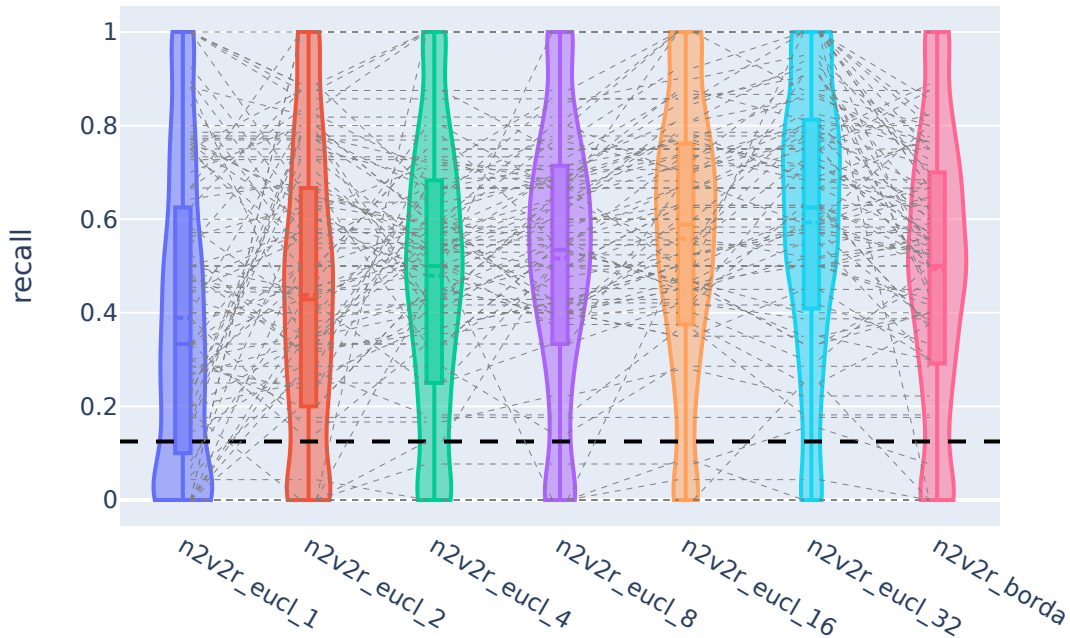 recall
1
0.8
0.6
0.4
0.2
0
n2v2r_eucl_1
n2v2r_eucl_2
n2v2r_eucl_4
n2v2r_eucl_8
n2v2r_eucl_16
n2v2r_eucl_32
n2v2r_borda